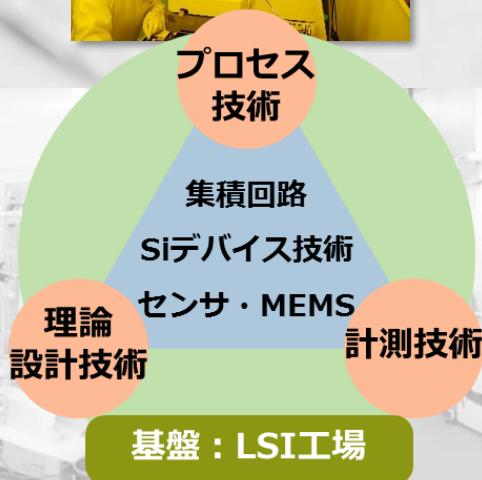 プロセス
技術
集積回路
Siデバイス技術
センサ・MEMS
理論
設計技術
計測技術
基盤：LSI工場